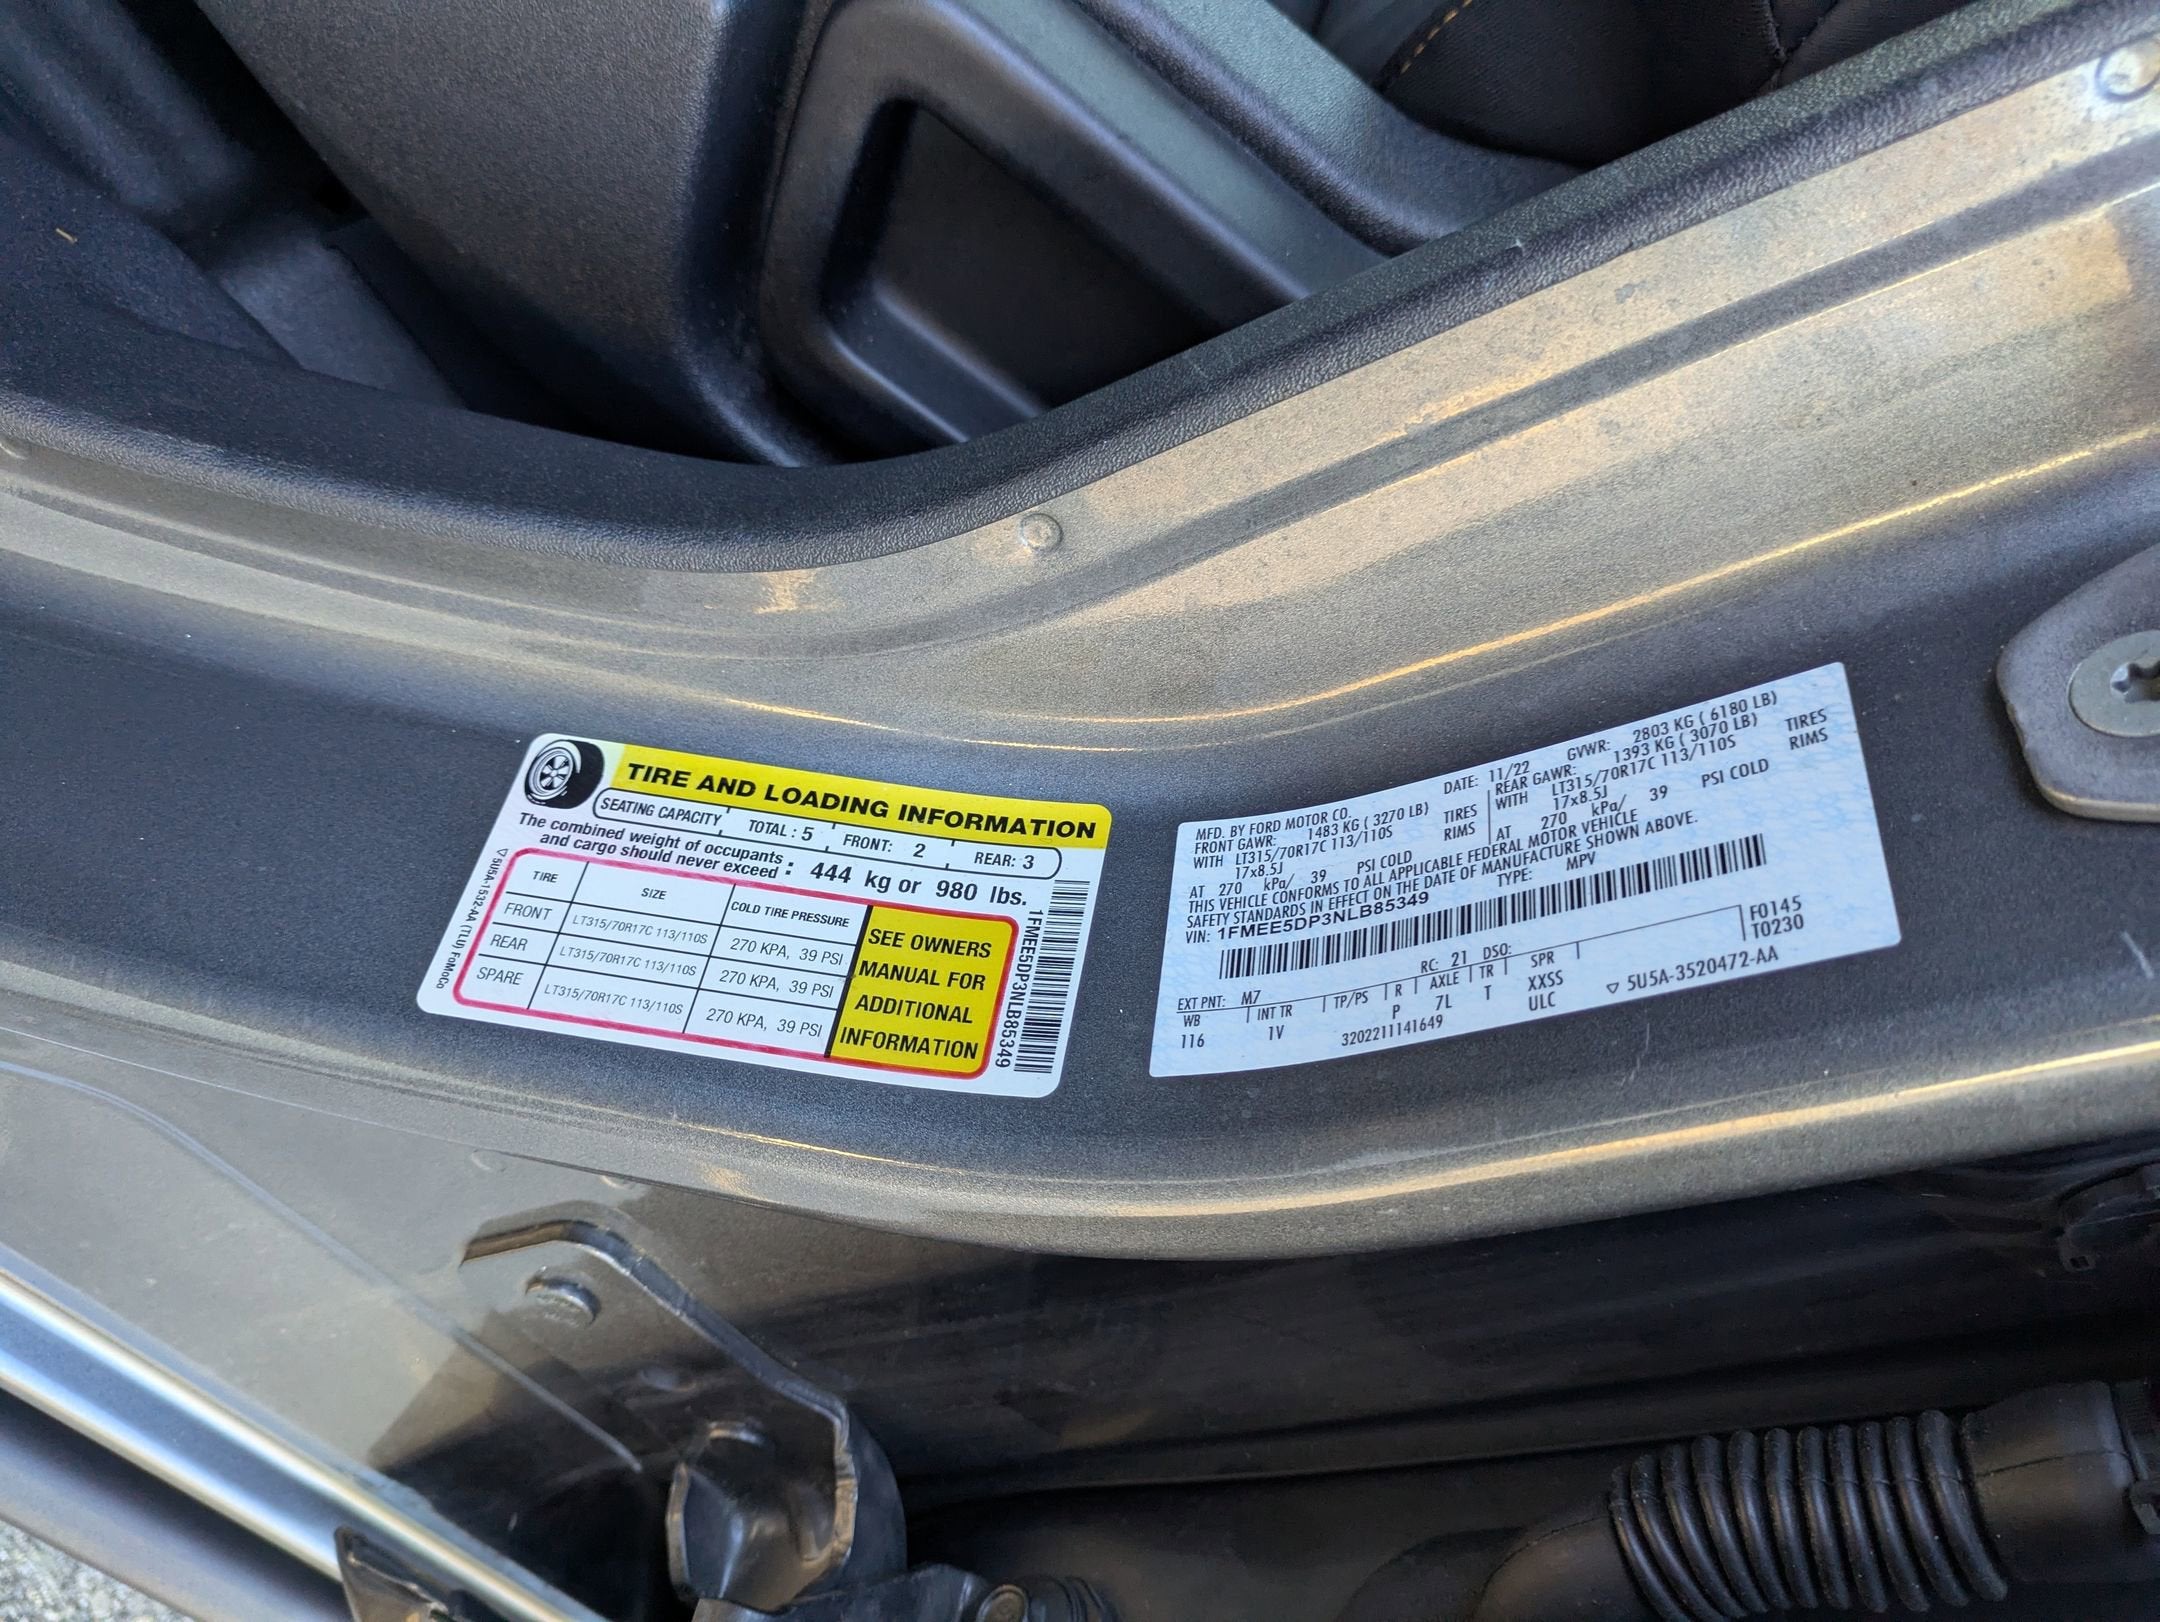 TIRE AND LOADING INFORMATION
SEATING CAPACITY TOTAL : 5 FRONT: 2 REAR: 3
The combined weight of occupants
and cargo should never exceed : 444 kg or 980 lbs.
TIRE SIZE COLD TIRE PRESSURE
FRONT LT315/70R17C 113/110S 270 KPA, 39 PSI
REAR LT315/70R17C 113/110S 270 KPA, 39 PSI
SPARE LT315/70R17C 113/110S 270 KPA, 39 PSI
SEE OWNERS
MANUAL FOR
ADDITIONAL
INFORMATION
5U5A-1532-AA (TLU) FoMoCo
1FMEE5DP3NLB85349
MFD. BY FORD MOTOR CO. DATE: 11/22 GVWR: 2803 KG ( 6180 LB)
FRONT GAWR: 1483 KG ( 3270 LB) REAR GAWR: 1393 KG ( 3070 LB)
WITH LT315/70R17C 113/110S TIRES WITH LT315/70R17C 113/110S TIRES
17x8.5J RIMS 17x8.5J RIMS
AT 270 kPa/ 39 PSI COLD AT 270 kPa/ 39 PSI COLD
THIS VEHICLE CONFORMS TO ALL APPLICABLE FEDERAL MOTOR VEHICLE
SAFETY STANDARDS IN EFFECT ON THE DATE OF MANUFACTURE SHOWN ABOVE.
VIN: 1FMEE5DP3NLB85349 TYPE: MPV
F0145
T0230
EXT PNT: M7 RC: 21 DSO:
WB INT TR TP/PS R AXLE TR SPR
116 1V P 7L T XXSS
3202211141649 ULC 5U5A-3520472-AA